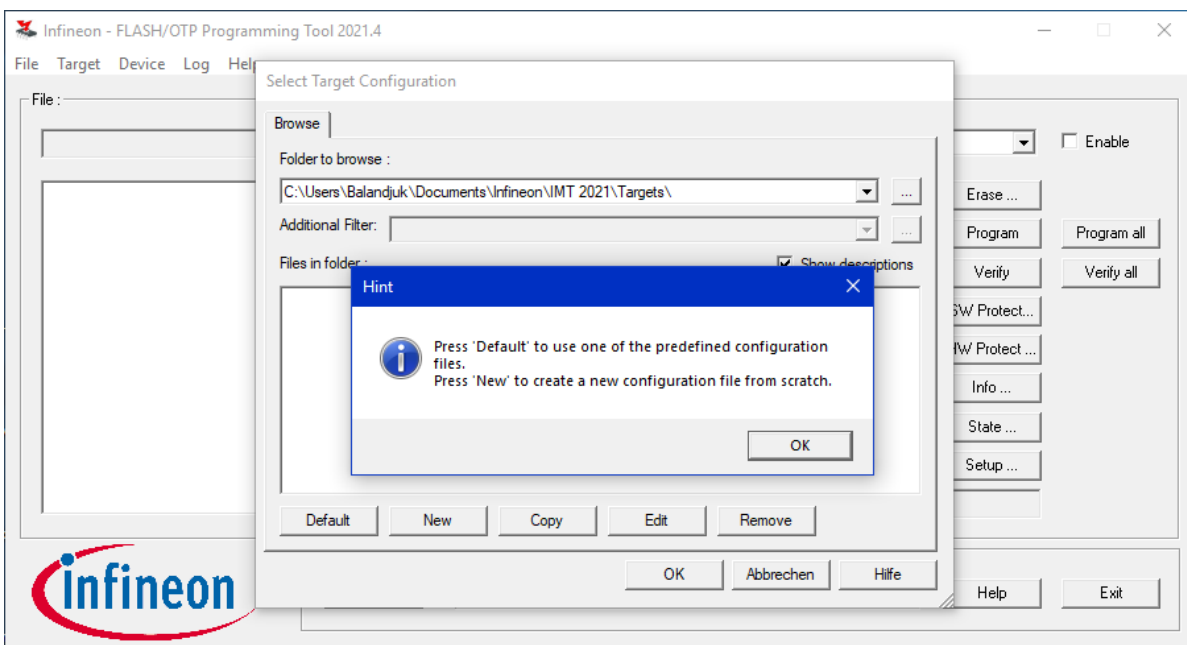 Infineon - FLASH/OTP Programming Tool 2021.4
File Target Device Log Help
Select Target Configuration
File :
Browse
Folder to browse :
Enable
C:\Users\Balandjuk\Documents\Infineon\IMT 2021\Targets\
...
Erase ...
Additional Filter:
...
Program
Program all
Files in folder :
Show descriptions
Verify
Verify all
Hint
SW Protect...
Press 'Default' to use one of the predefined configuration
files.
Press 'New' to create a new configuration file from scratch.
HW Protect ...
Info ...
State ...
OK
Setup ...
Default
New
Copy
Edit
Remove
OK
Abbrechen
Hilfe
infineon
Help
Exit